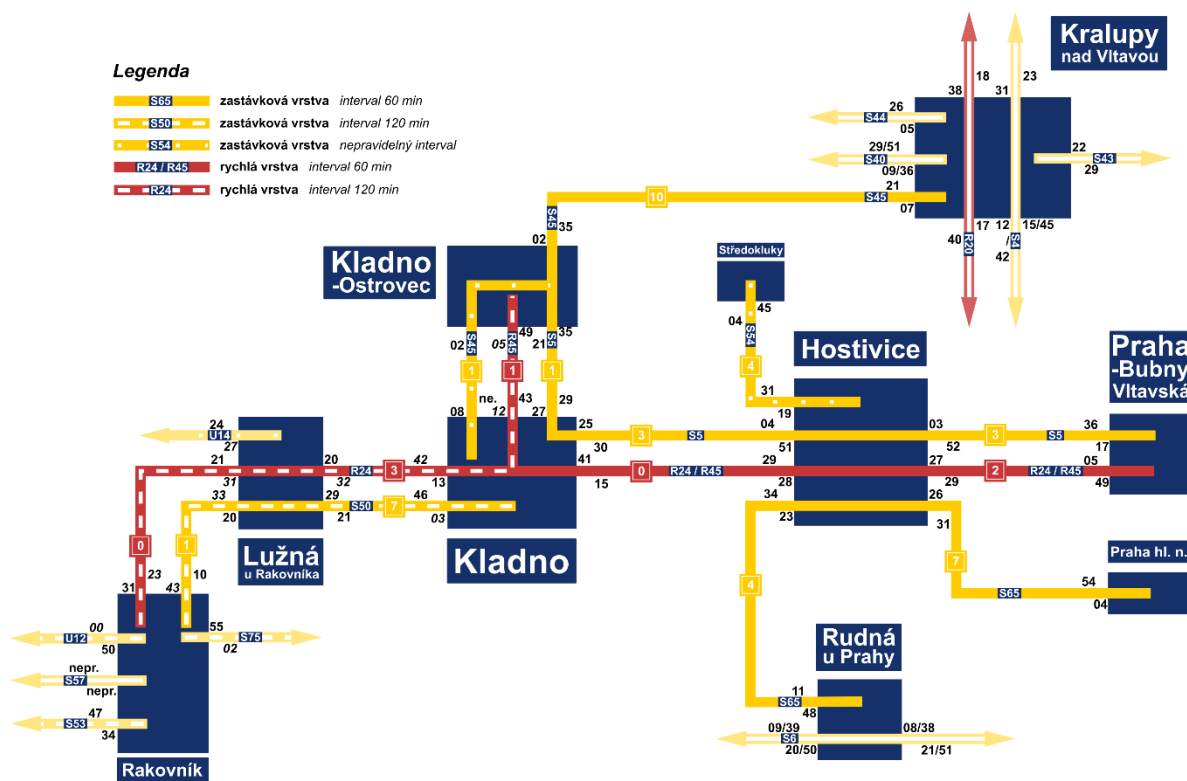 Legenda
S65 zastávková vrstva interval 60 min
S50 zastávková vrstva interval 120 min
S54 zastávková vrstva nepravidelný interval
R24 / R45 rychlá vrstva interval 60 min
R24 rychlá vrstva interval 120 min
Kralupy
nad Vltavou
38 18 31 23
26
S44
05
29/51
S40
09/36
21
S45
07
22
S43
29
17 12 15/45
40 R20 / S4
42
10
S45 35
02
Kladno
-Ostrovec
49 35
02 S45 05 R45 21 S5
1 1 1
ne. 43 29
08 12 27
Středokluky
45
04 S54
4
31
19
Hostivice
Praha
-Bubny
Vltavská
25 04 03 36
30 3 S5 51 52 3 S5 17
41 29 27 05
15 0 R24 / R45 28 29 2 R24 / R45 49
34 26
23 31
24
U14
27
21 20 42
31 32 R24 3 13
33 29 46
20 21 S50 7 03
Lužná
u Rakovníka
Kladno
0 1
31 23 43 10
4
7
Praha hl. n.
54
S65 04
00
U12
50
55
S75
02
nepr.
S57
nepr.
47
S53
34
Rakovník
Rudná
u Prahy
11
S65
48
09/39 08/38
S6
20/50 21/51